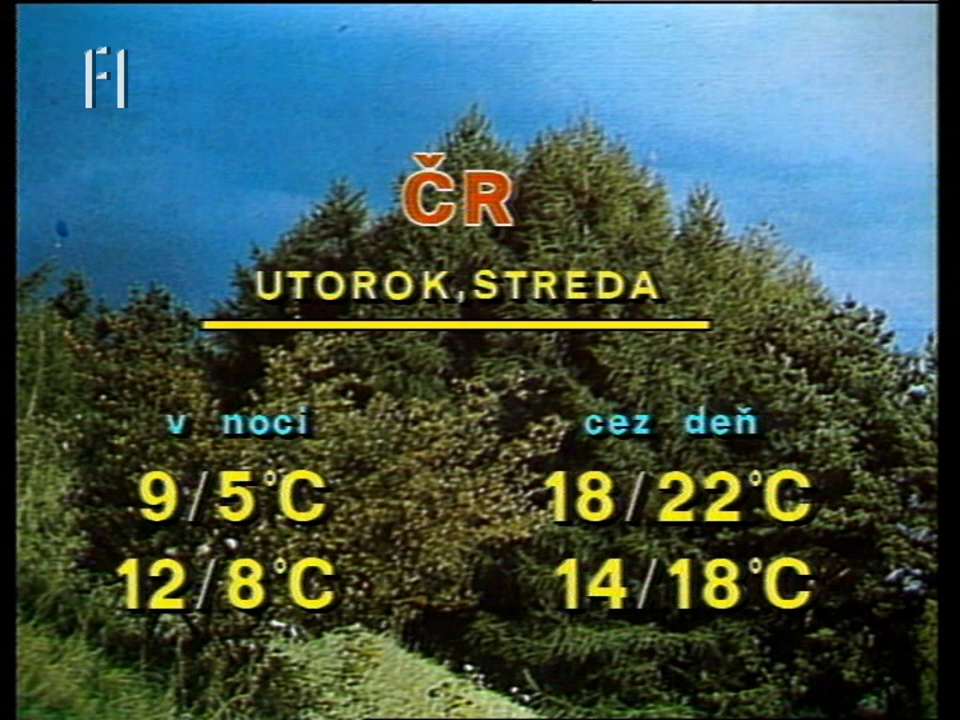 F1
ČR
UTOROK, STREDA
v noci cez deň
9/5°C 18/22°C
12/8°C 14/18°C